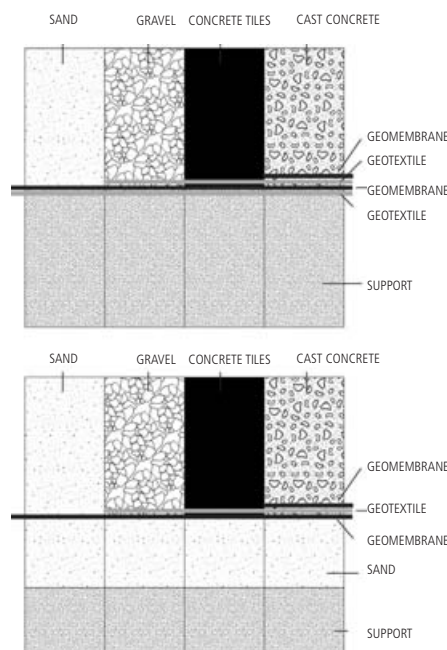 SAND GRAVEL CONCRETE TILES CAST CONCRETE
GEOMEMBRANE
GEOTEXTILE
GEOMEMBRANE
GEOTEXTILE
SUPPORT
SAND GRAVEL CONCRETE TILES CAST CONCRETE
GEOMEMBRANE
GEOTEXTILE
GEOMEMBRANE
SAND
SUPPORT